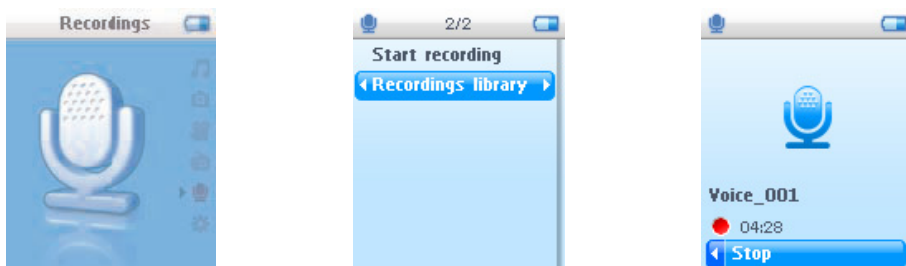 Recordings
2/2
Start recording
Recordings library
Voice_001
04:28
Stop